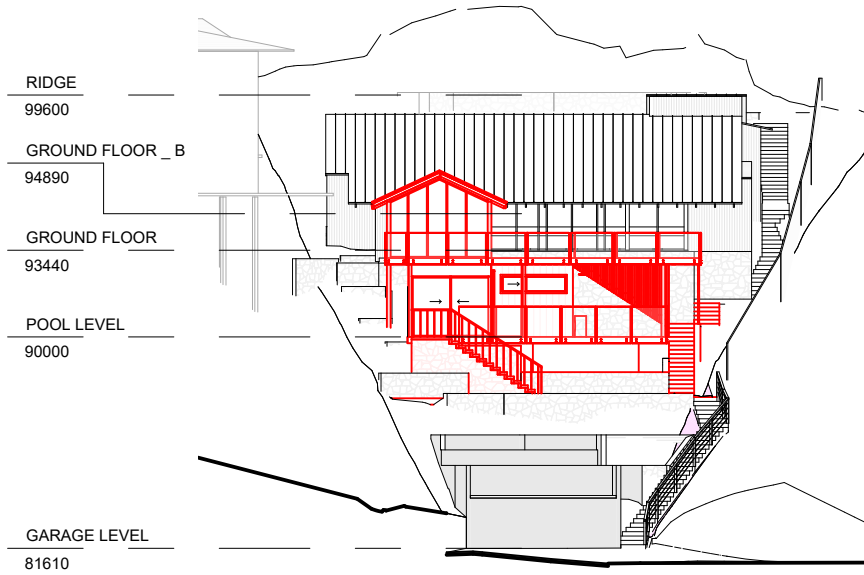 RIDGE
99600
GROUND FLOOR _ B
94890
GROUND FLOOR
93440
POOL LEVEL
90000
GARAGE LEVEL
81610